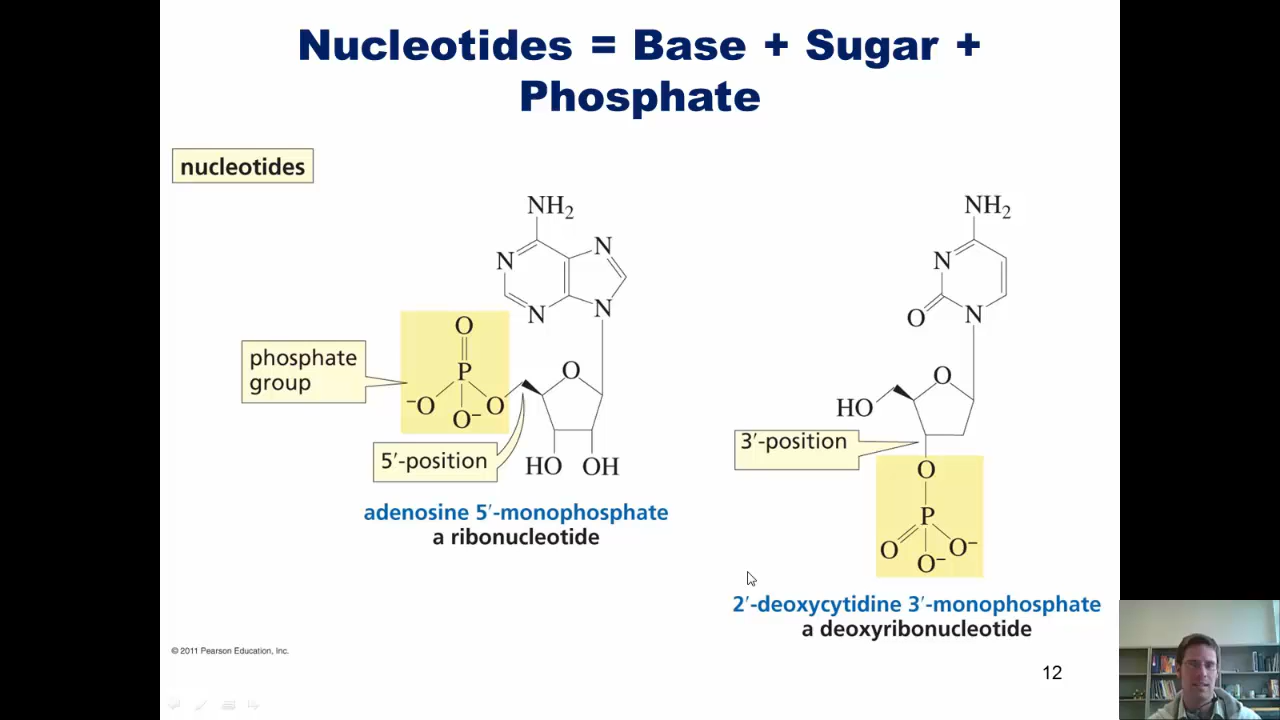 Nucleotides = Base + Sugar +
Phosphate
nucleotides
NH₂
N
N
N
N
phosphate
group
O
P
⁻O
O⁻
O
O
HO
OH
5′-position
adenosine 5′-monophosphate
a ribonucleotide
NH₂
N
O
N
O
HO
3′-position
O
P
O
O⁻
O⁻
2′-deoxycytidine 3′-monophosphate
a deoxyribonucleotide
© 2011 Pearson Education, Inc.
12